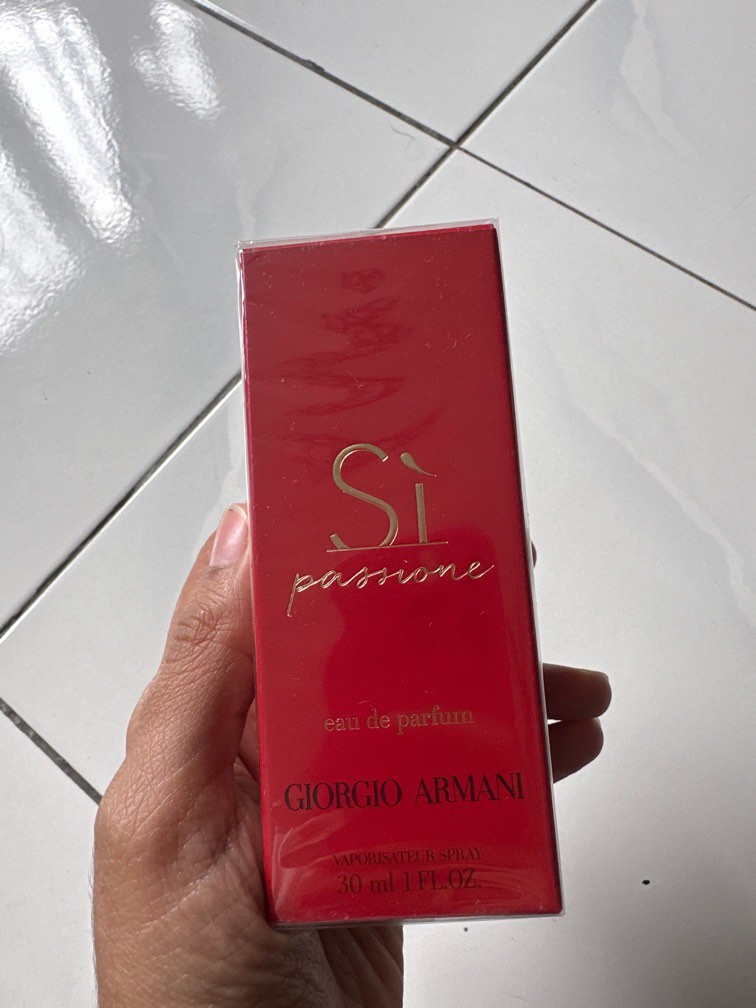 Sì
passione
eau de parfum
GIORGIO ARMANI
VAPORISATEUR SPRAY
30 ml 1 FL.OZ.